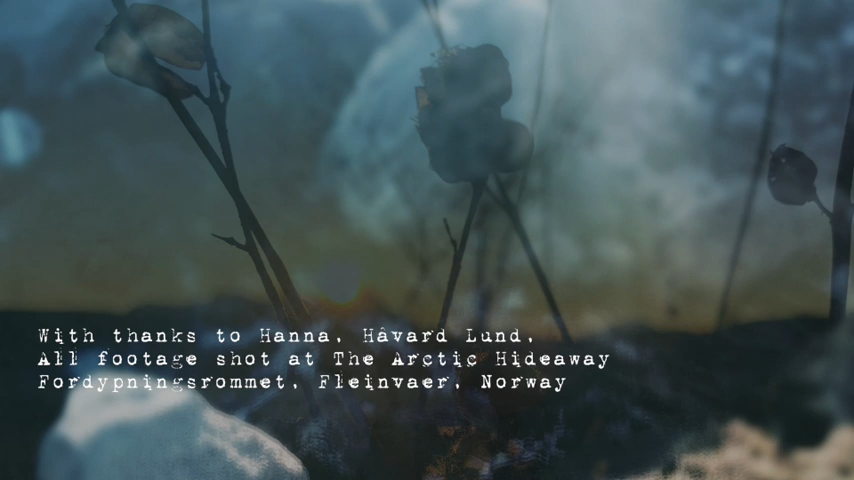 With thanks to Hanna, Håvard Lund,
All footage shot at The Arctic Hideaway
Fordypningsrommet, Fleinvaer, Norway